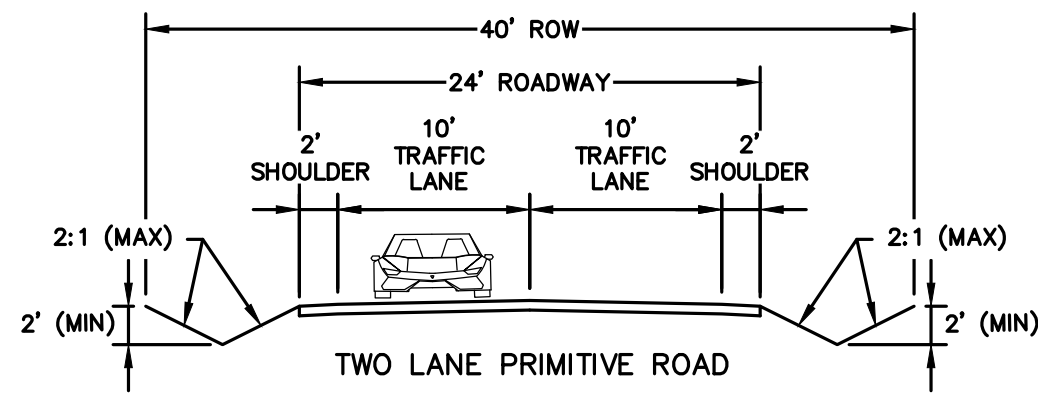 40' ROW
24' ROADWAY
2'
SHOULDER
10'
TRAFFIC
LANE
10'
TRAFFIC
LANE
2'
SHOULDER
2:1 (MAX)
2:1 (MAX)
2' (MIN)
2' (MIN)
TWO LANE PRIMITIVE ROAD